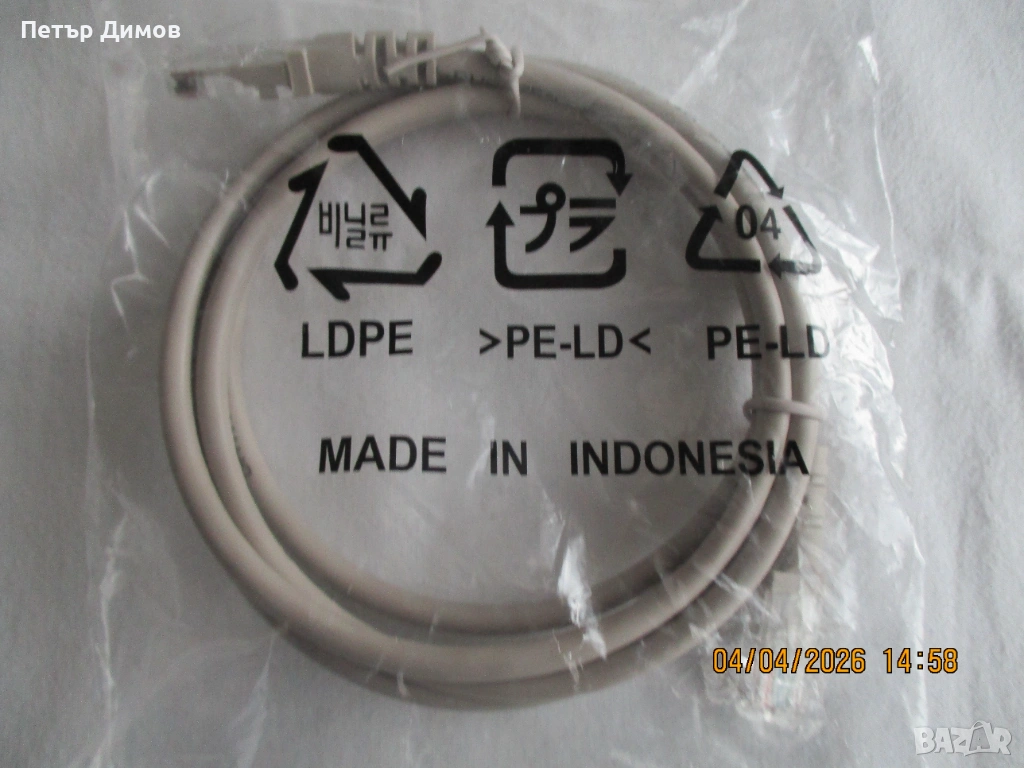 Петър Димов
비닐류
プラ
04
LDPE >PE-LD< PE-LD
MADE IN INDONESIA
04/04/2026 14:58
BAZAR